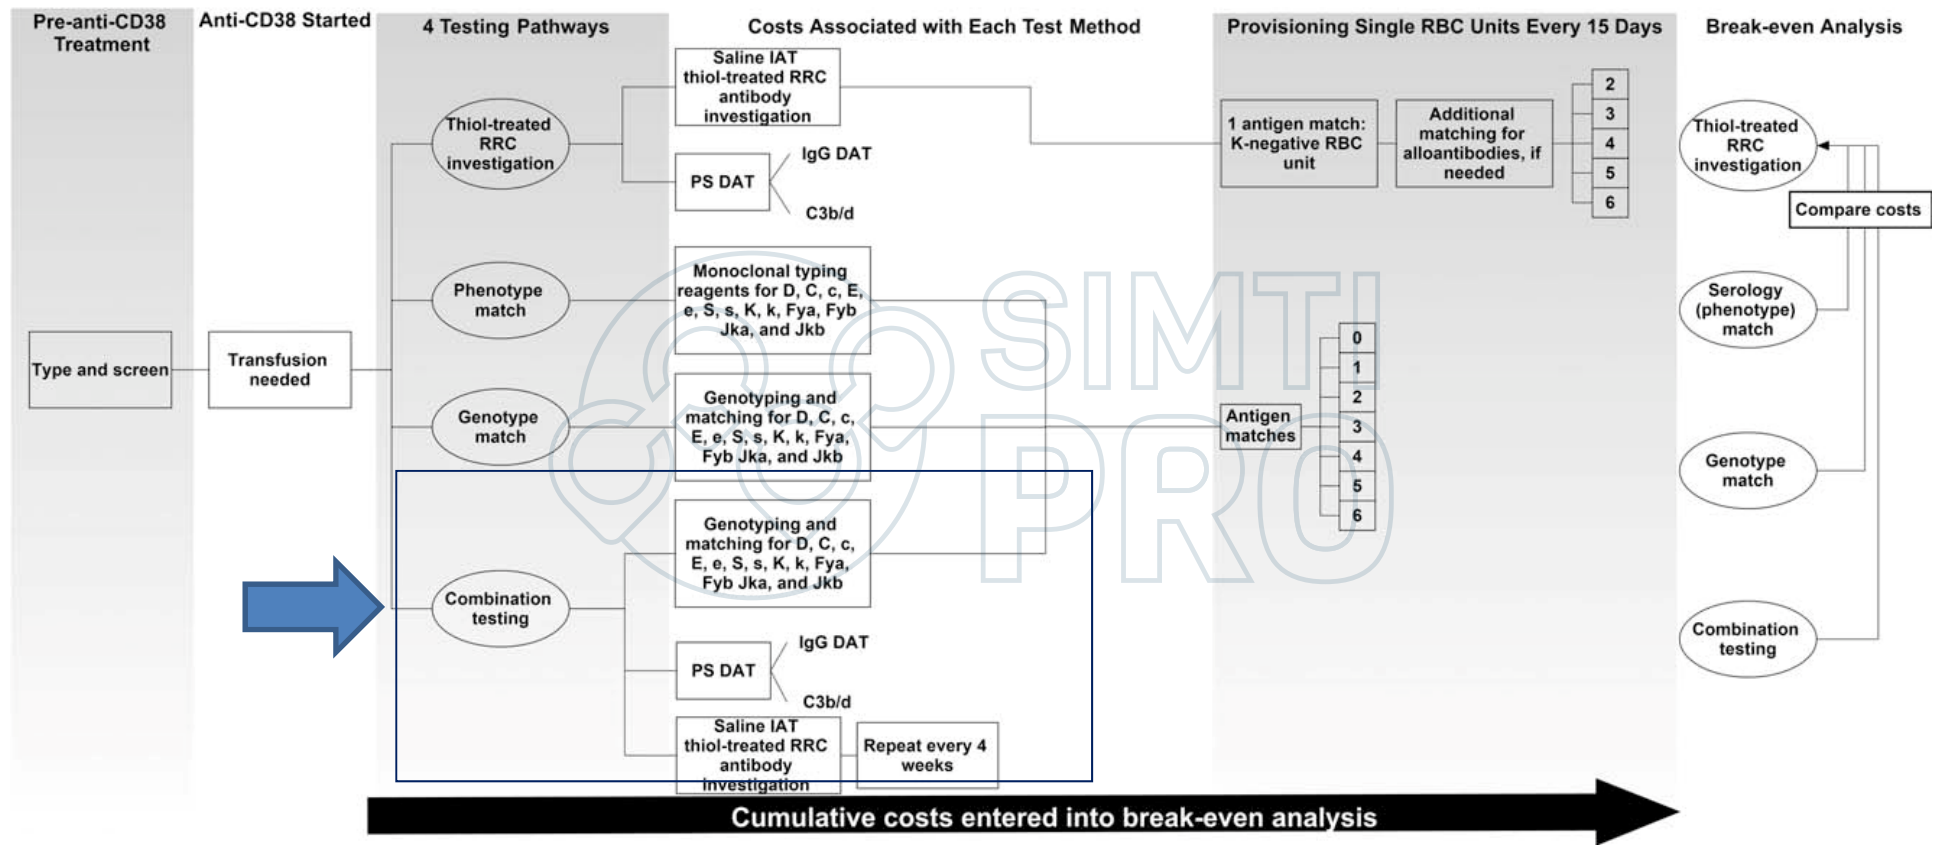 Pre-anti-CD38
Treatment
Anti-CD38 Started
4 Testing Pathways
Costs Associated with Each Test Method
Provisioning Single RBC Units Every 15 Days
Break-even Analysis
Type and screen
Transfusion
needed
Thiol-treated
RRC
investigation
Saline IAT
thiol-treated RRC
antibody
investigation
PS DAT
IgG DAT
C3b/d
1 antigen match:
K-negative RBC
unit
Additional
matching for
alloantibodies, if
needed
2
3
4
5
6
Phenotype
match
Monoclonal typing
reagents for D, C, c, E,
e, S, s, K, k, Fya, Fyb
Jka, and Jkb
Genotype
match
Genotyping and
matching for D, C, c,
E, e, S, s, K, k, Fya,
Fyb Jka, and Jkb
Combination
testing
Genotyping and
matching for D, C, c,
E, e, S, s, K, k, Fya,
Fyb Jka, and Jkb
PS DAT
IgG DAT
C3b/d
Saline IAT
thiol-treated RRC
antibody
investigation
Repeat every 4
weeks
Antigen
matches
0
1
2
3
4
5
6
Thiol-treated
RRC
investigation
Compare costs
Serology
(phenotype)
match
Genotype
match
Combination
testing
SIMTI
PRO
Cumulative costs entered into break-even analysis